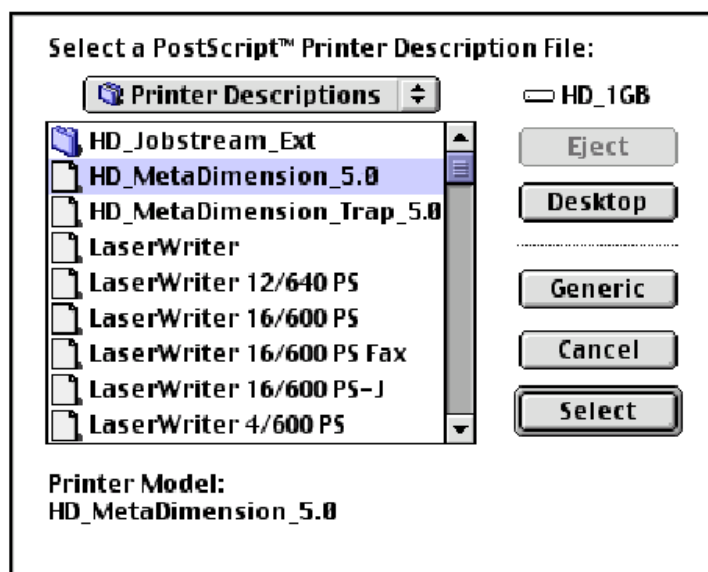 Select a PostScript™ Printer Description File:
Printer Descriptions
HD_1GB
HD_Jobstream_Ext
HD_MetaDimension_5.0
HD_MetaDimension_Trap_5.0
LaserWriter
LaserWriter 12/640 PS
LaserWriter 16/600 PS
LaserWriter 16/600 PS Fax
LaserWriter 16/600 PS-J
LaserWriter 4/600 PS
Eject
Desktop
Generic
Cancel
Select
Printer Model:
HD_MetaDimension_5.0